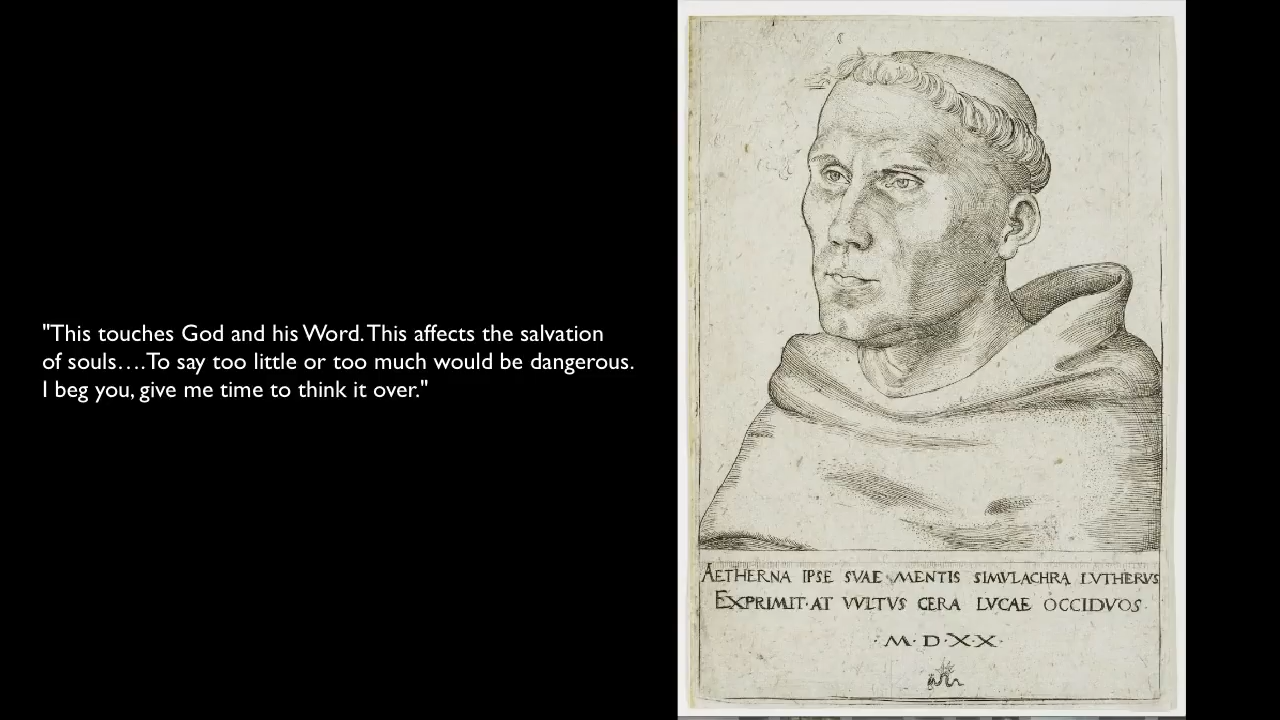 "This touches God and his Word. This affects the salvation
of souls….To say too little or too much would be dangerous.
I beg you, give me time to think it over."
AETHERNA IPSE SVAE MENTIS SIMVLACHRA LVTHERVS
EXPRIMIT·AT VVLTVS CERA LVCAE OCCIDVOS·
·M·D·X·X·